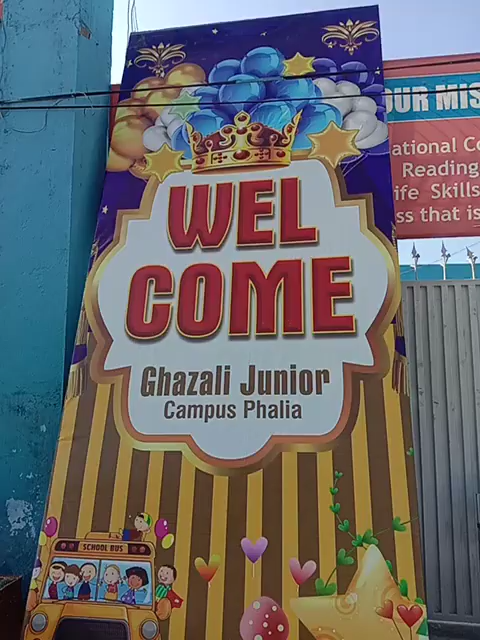 WEL
COME
Ghazali Junior
Campus Phalia
SCHOOL BUS
OUR MIS
ational Co
Reading
ife Skills
ss that is